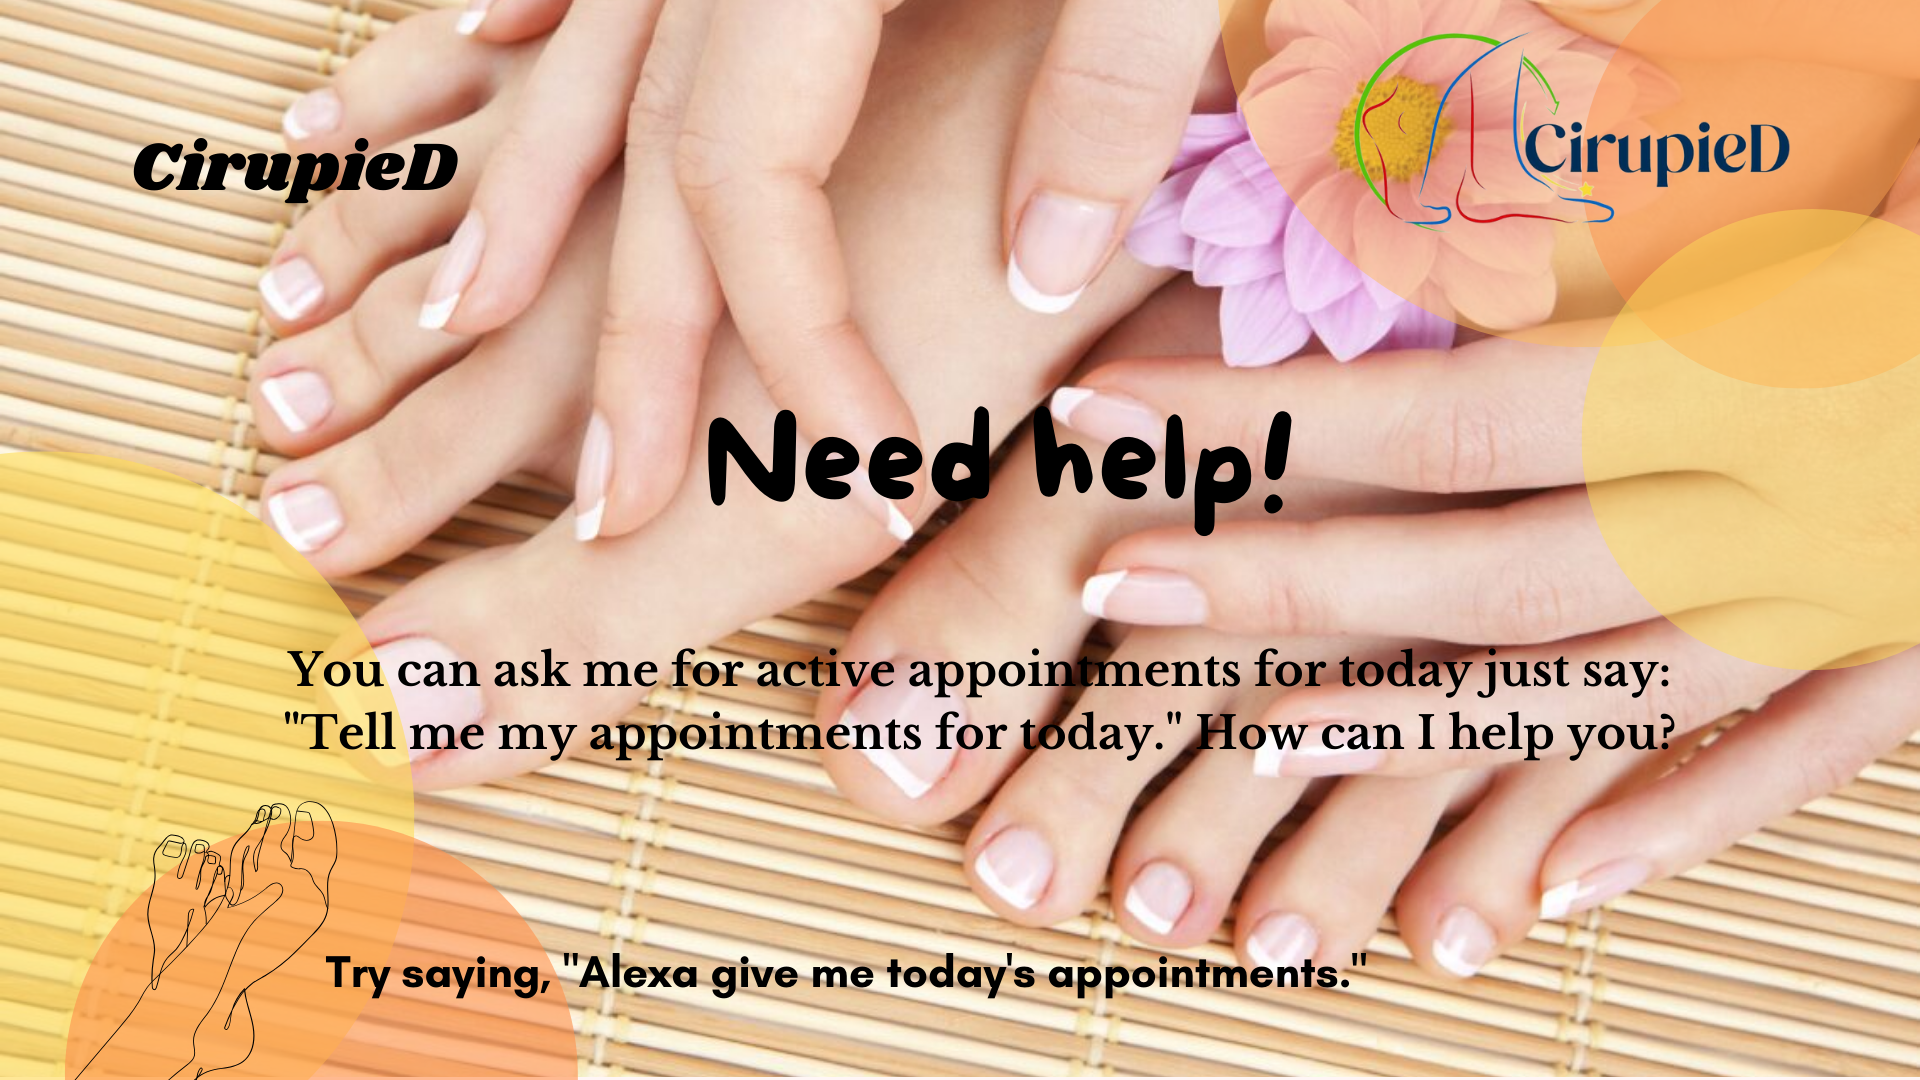 CirupieD
CirupieD
Need help!
You can ask me for active appointments for today just say:
"Tell me my appointments for today." How can I help you?
Try saying, "Alexa give me today's appointments."